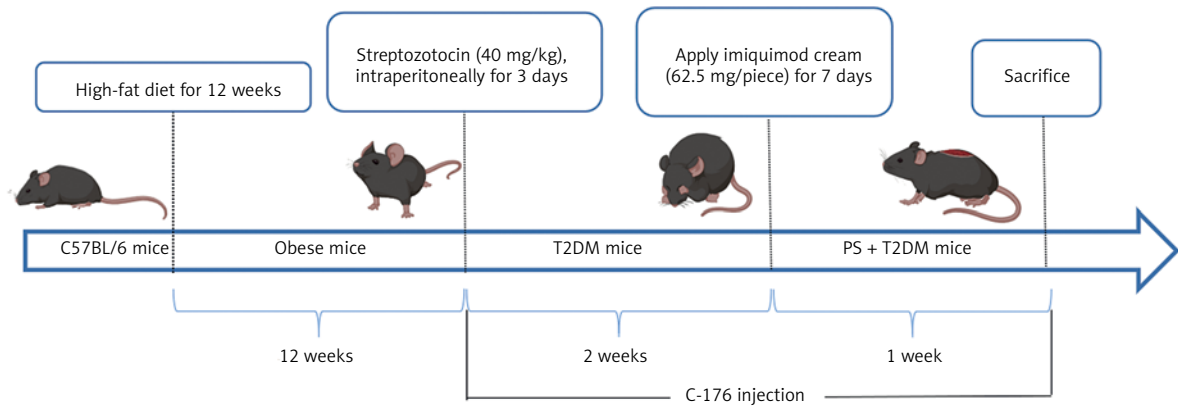 High-fat diet for 12 weeks
Streptozotocin (40 mg/kg),
intraperitoneally for 3 days
Apply imiquimod cream
(62.5 mg/piece) for 7 days
Sacrifice
C57BL/6 mice
Obese mice
T2DM mice
PS + T2DM mice
12 weeks
2 weeks
1 week
C-176 injection